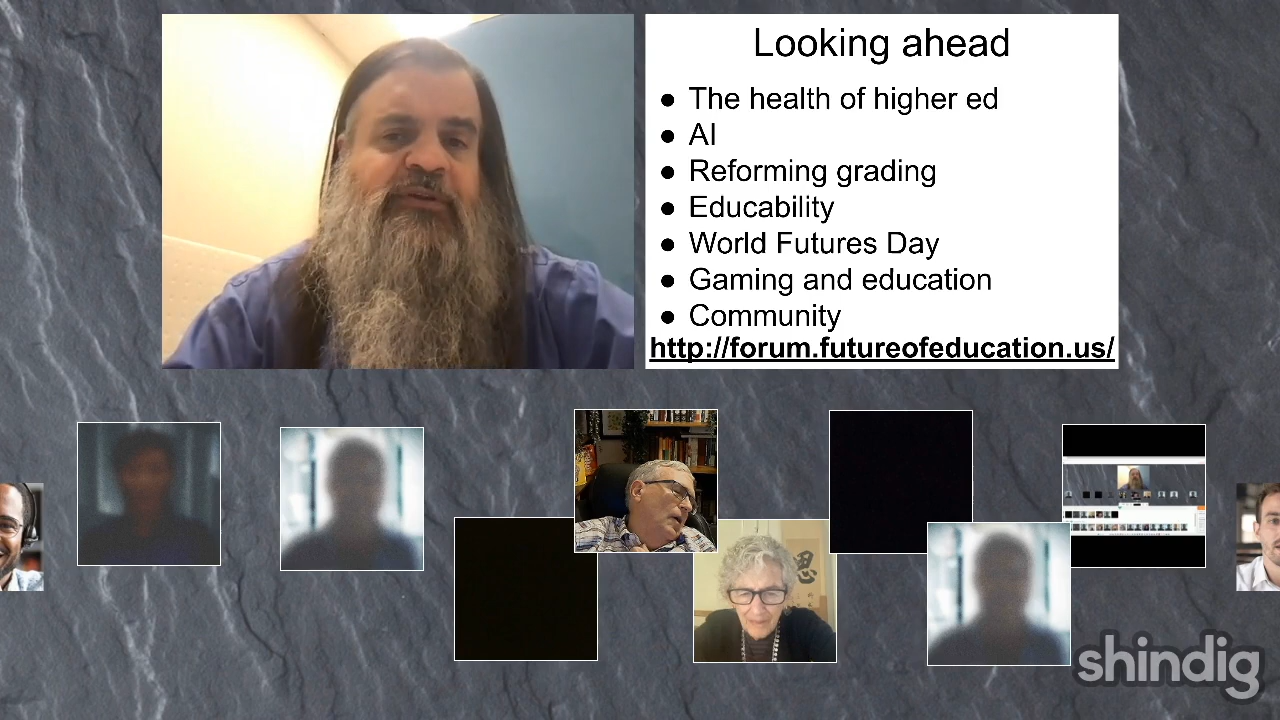 Looking ahead
● The health of higher ed
● AI
● Reforming grading
● Educability
● World Futures Day
● Gaming and education
● Community
http://forum.futureofeducation.us/
思
shindig